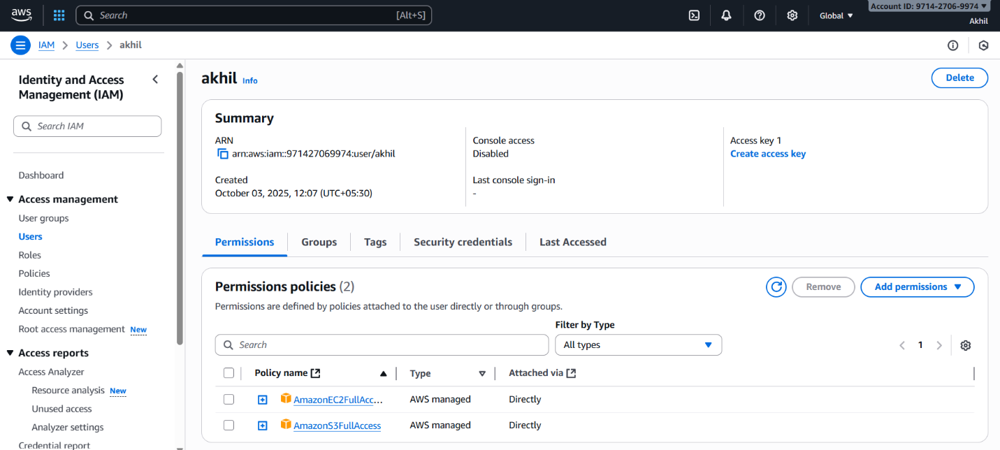 aws
Search
[Alt+S]
Global
Account ID: 9714-2706-9974
Akhil
IAM
Users
akhil
Identity and Access
Management (IAM)
Search IAM
Dashboard
Access management
User groups
Users
Roles
Policies
Identity providers
Account settings
Root access management New
Access reports
Access Analyzer
Resource analysis New
Unused access
Analyzer settings
Credential report
akhil Info
Delete
Summary
ARN
arn:aws:iam::971427069974:user/akhil
Created
October 03, 2025, 12:07 (UTC+05:30)
Console access
Disabled
Last console sign-in
-
Access key 1
Create access key
Permissions
Groups
Tags
Security credentials
Last Accessed
Permissions policies (2)
Remove
Add permissions
Permissions are defined by policies attached to the user directly or through groups.
Filter by Type
Search
All types
1
Policy name
Type
Attached via
AmazonEC2FullAcc...
AWS managed
Directly
AmazonS3FullAccess
AWS managed
Directly